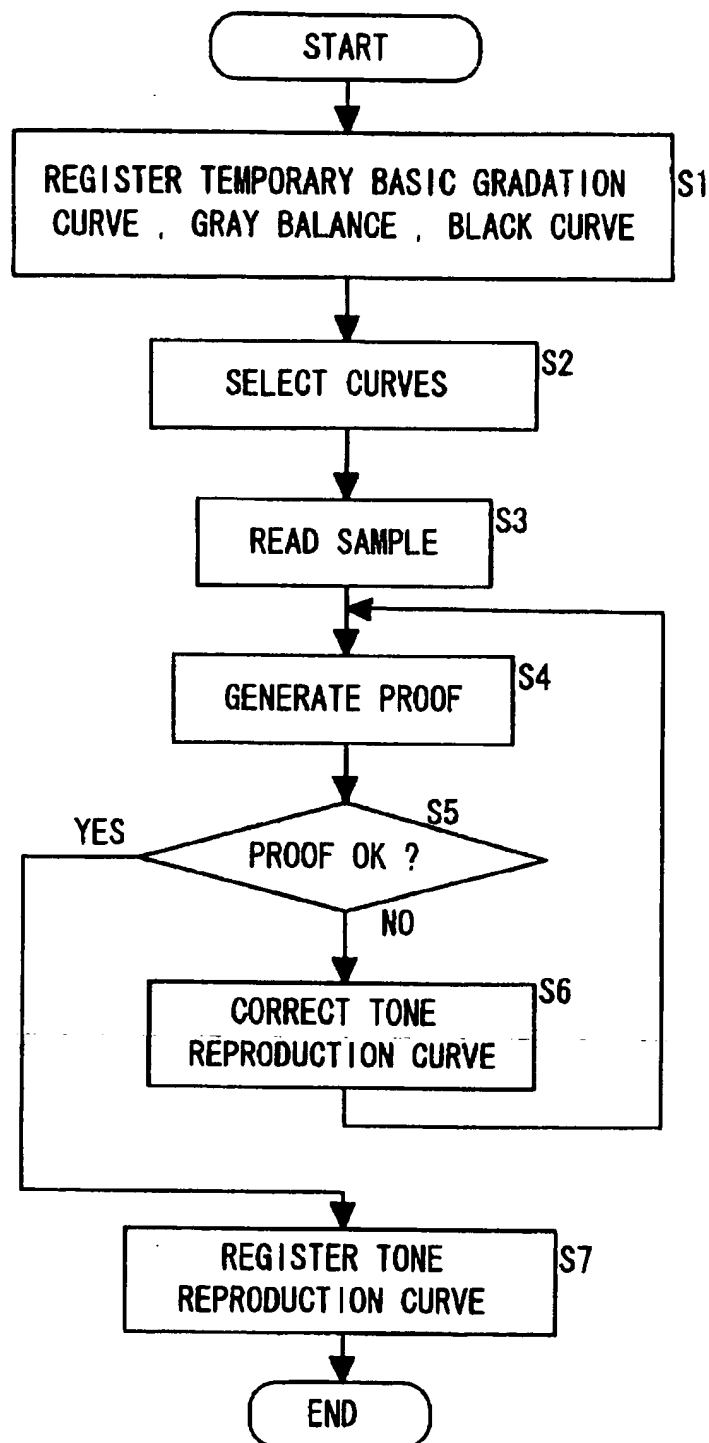 START
REGISTER TEMPORARY BASIC GRADATION
CURVE , GRAY BALANCE , BLACK CURVE
S1
SELECT CURVES
S2
READ SAMPLE
S3
GENERATE PROOF
S4
YES
S5
PROOF OK ?
NO
CORRECT TONE
REPRODUCTION CURVE
S6
REGISTER TONE
REPRODUCTION CURVE
S7
END